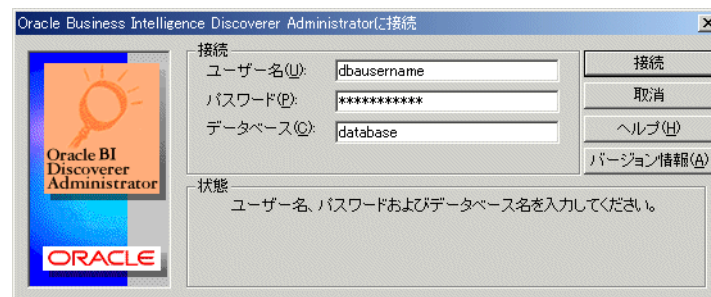 Oracle Business Intelligence Discoverer Administratorに接続
接続
ユーザー名(U):
dbausername
パスワード(P):
***********
データベース(C):
database
接続
取消
ヘルプ(H)
バージョン情報(A)
Oracle BI
Discoverer
Administrator
ORACLE
状態
ユーザー名、パスワードおよびデータベース名を入力してください。